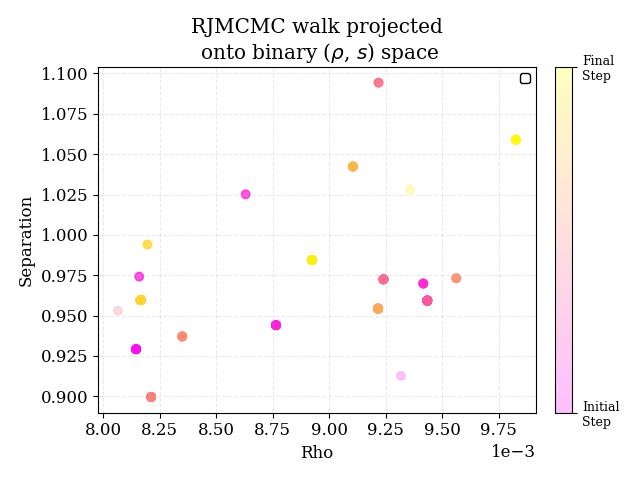 RJMCMC walk projected
onto binary (ρ, s) space
1.100
1.075
1.050
1.025
1.000
0.975
0.950
0.925
0.900
Separation
8.00 8.25 8.50 8.75 9.00 9.25 9.50 9.75
Rho
1e−3
Final
Step
Initial
Step